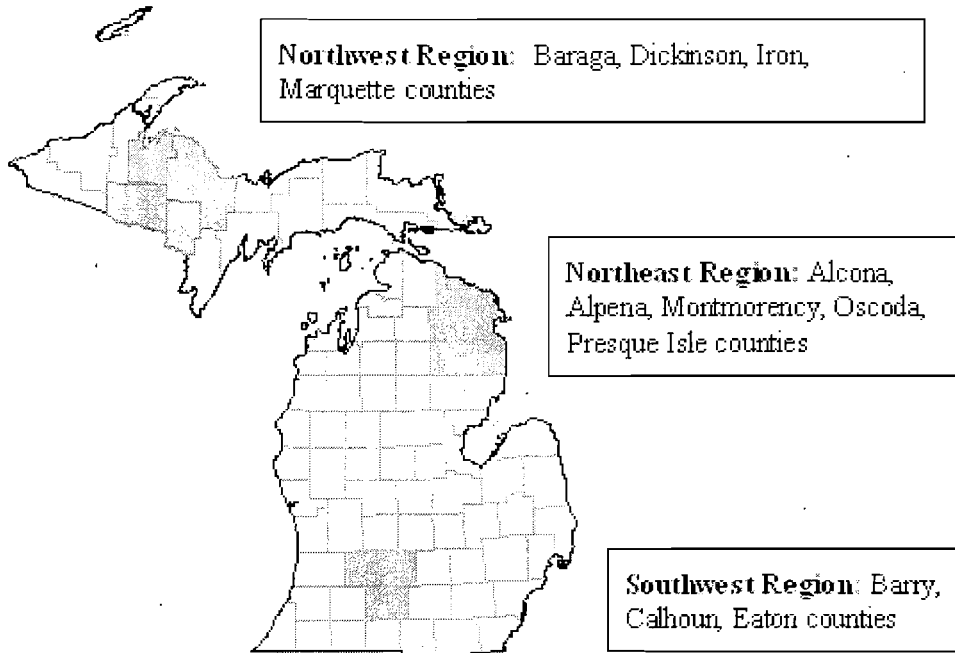 Northwest Region: Baraga, Dickinson, Iron,
Marquette counties
Northeast Region: Alcona,
Alpena, Montmorency, Oscoda,
Presque Isle counties
Southwest Region: Barry,
Calhoun, Eaton counties